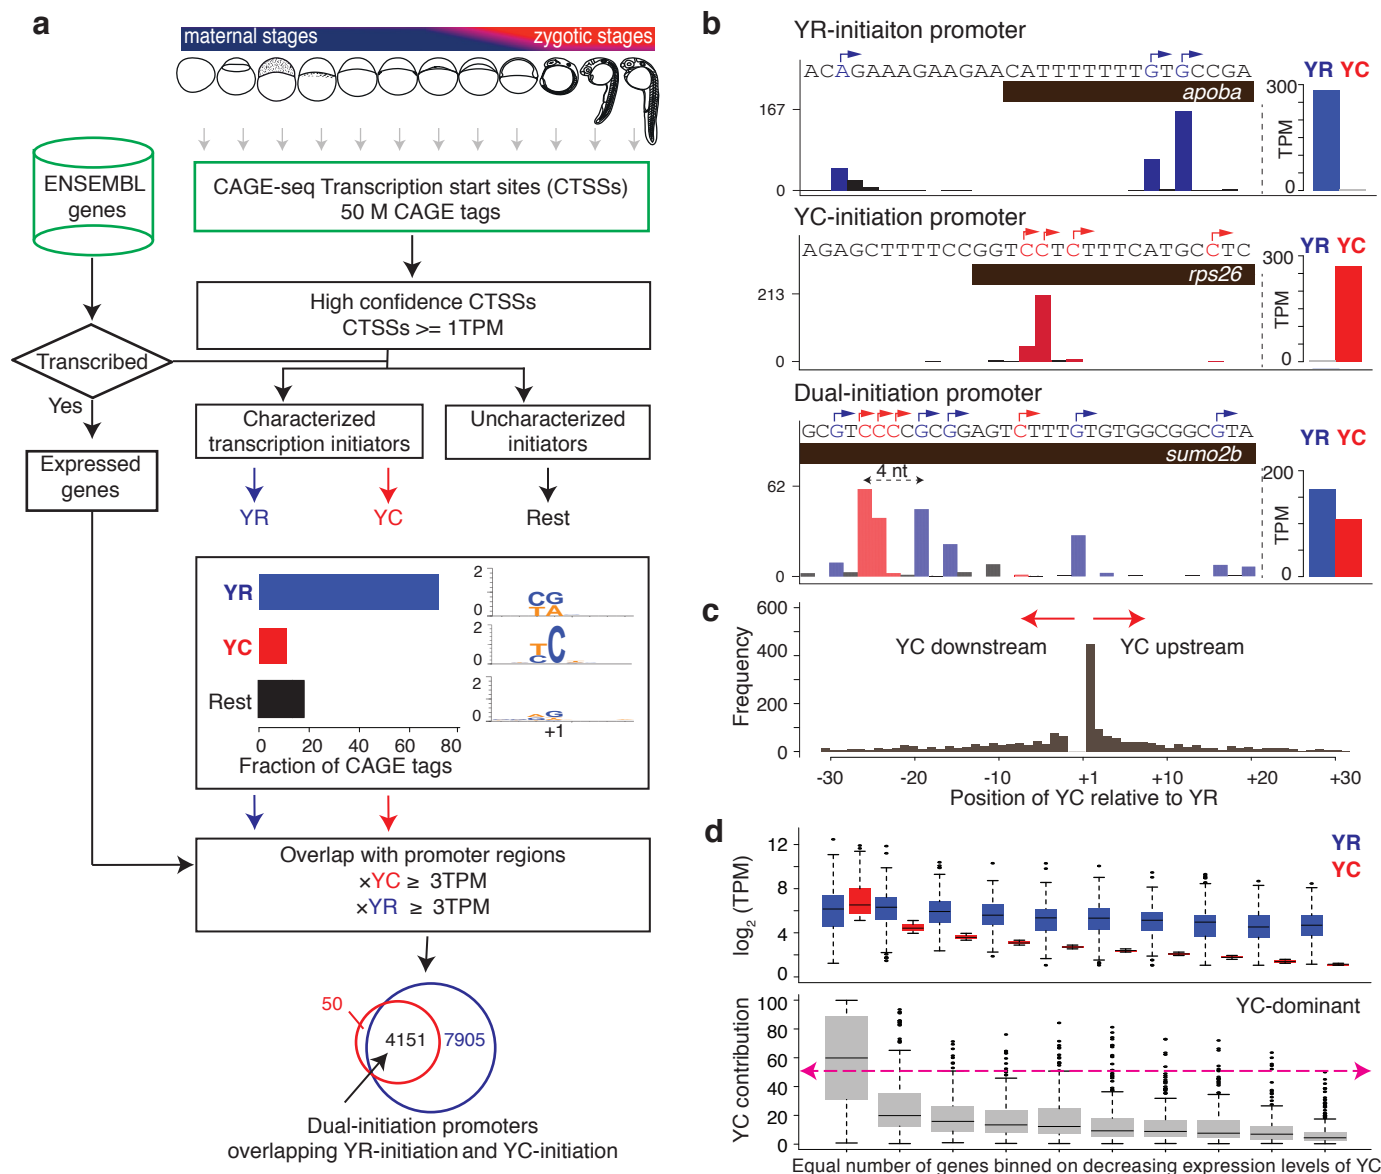 a
maternal stages
zygotic stages
ENSEMBL
genes
CAGE-seq Transcription start sites (CTSSs)
50 M CAGE tags
High confidence CTSSs
CTSSs >= 1TPM
Transcribed
Yes
Characterized
transcription initiators
Uncharacterized
initiators
Expressed
genes
YR
YC
Rest
YR
YC
Rest
0 20 40 60 80
Fraction of CAGE tags
2
0
CG
TA
2
0
TC
C
2
0
AG
+1
Overlap with promoter regions
×YC ≥ 3TPM
×YR ≥ 3TPM
50
4151
7905
Dual-initiation promoters
overlapping YR-initiation and YC-initiation
b
YR-initiaiton promoter
ACAGAAAGAAGAACATTTTTTTGTGCCGA
apoba
167
0
YR YC
300
TPM
0
YC-initiation promoter
AGAGCTTTTCCGGTCCTCTTTCATGCCTC
rps26
213
0
YR YC
300
TPM
0
Dual-initiation promoter
GCGTCCCCGCGGAGTCTTTGTGTGGCGGCGTA
sumo2b
4 nt
62
0
YR YC
200
TPM
0
c
600
400
200
0
Frequency
YC downstream
YC upstream
-30 -20 -10 +1 +10 +20 +30
Position of YC relative to YR
d
12
8
4
0
log2 (TPM)
YR
YC
100
80
60
40
20
0
YC contribution
YC-dominant
Equal number of genes binned on decreasing expression levels of YC